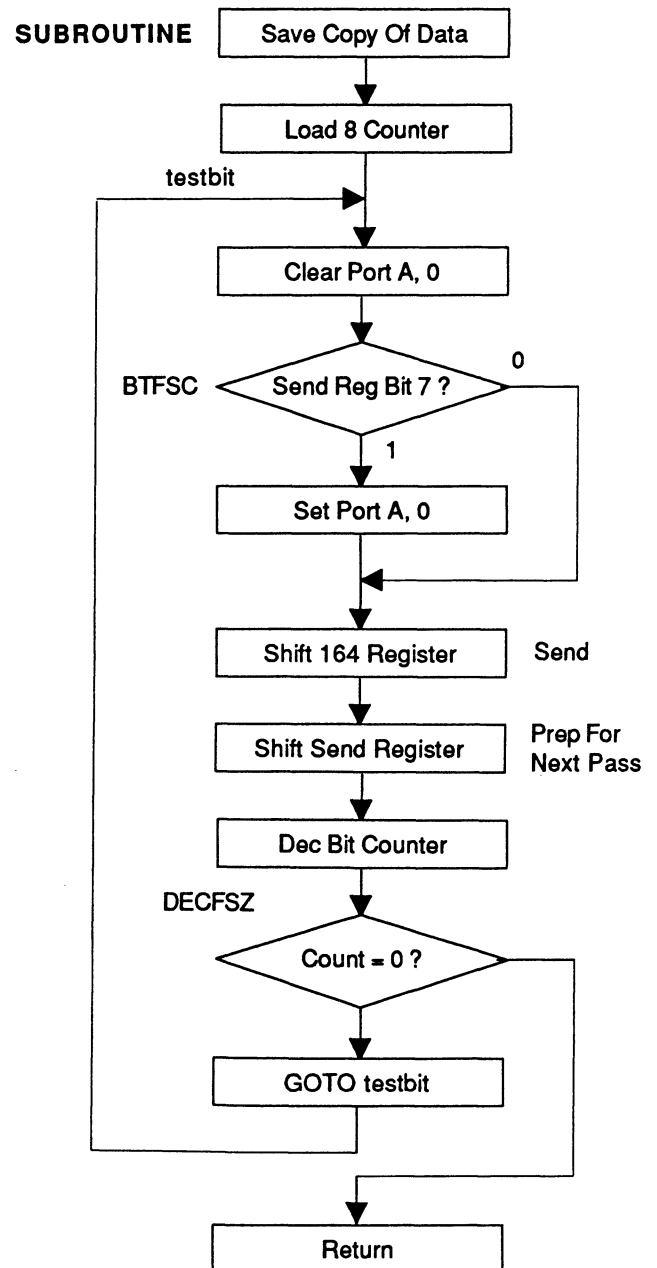 SUBROUTINE
Save Copy Of Data
Load 8 Counter
testbit
Clear Port A, 0
BTFSC
Send Reg Bit 7 ?
0
1
Set Port A, 0
Shift 164 Register
Send
Shift Send Register
Prep For
Next Pass
Dec Bit Counter
DECFSZ
Count = 0 ?
GOTO testbit
Return